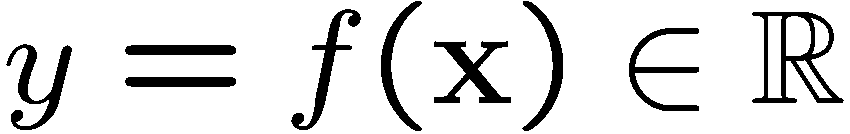 y = f(𝐱) ∈ ℝ